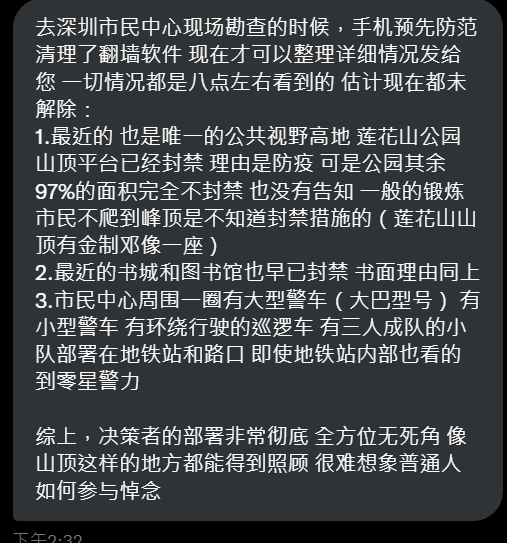 去深圳市民中心现场勘查的时候，手机预先防范
清理了翻墙软件 现在才可以整理详细情况发给
您 一切情况都是八点左右看到的 估计现在都未
解除：
1.最近的 也是唯一的公共视野高地 莲花山公园
山顶平台已经封禁 理由是防疫 可是公园其余
97%的面积完全不封禁 也没有告知 一般的锻炼
市民不爬到峰顶是不知道封禁措施的（莲花山山
顶有金制邓像一座）
2.最近的书城和图书馆也早已封禁 书面理由同上
3.市民中心周围一圈有大型警车（大巴型号） 有
小型警车 有环绕行驶的巡逻车 有三人成队的小
队部署在地铁站和路口 即使地铁站内部也看的
到零星警力
综上，决策者的部署非常彻底 全方位无死角 像
山顶这样的地方都能得到照顾 很难想象普通人
如何参与悼念
下午2:32